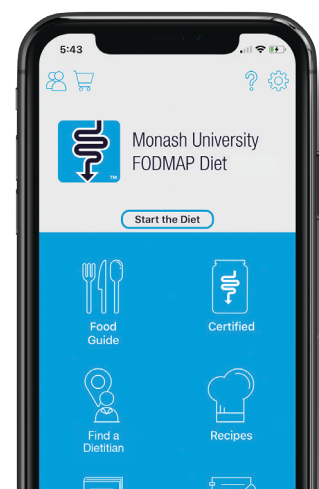 5:43
?
Monash University
FODMAP Diet
TM
Start the Diet
Food
Guide
Certified
Find a
Dietitian
Recipes